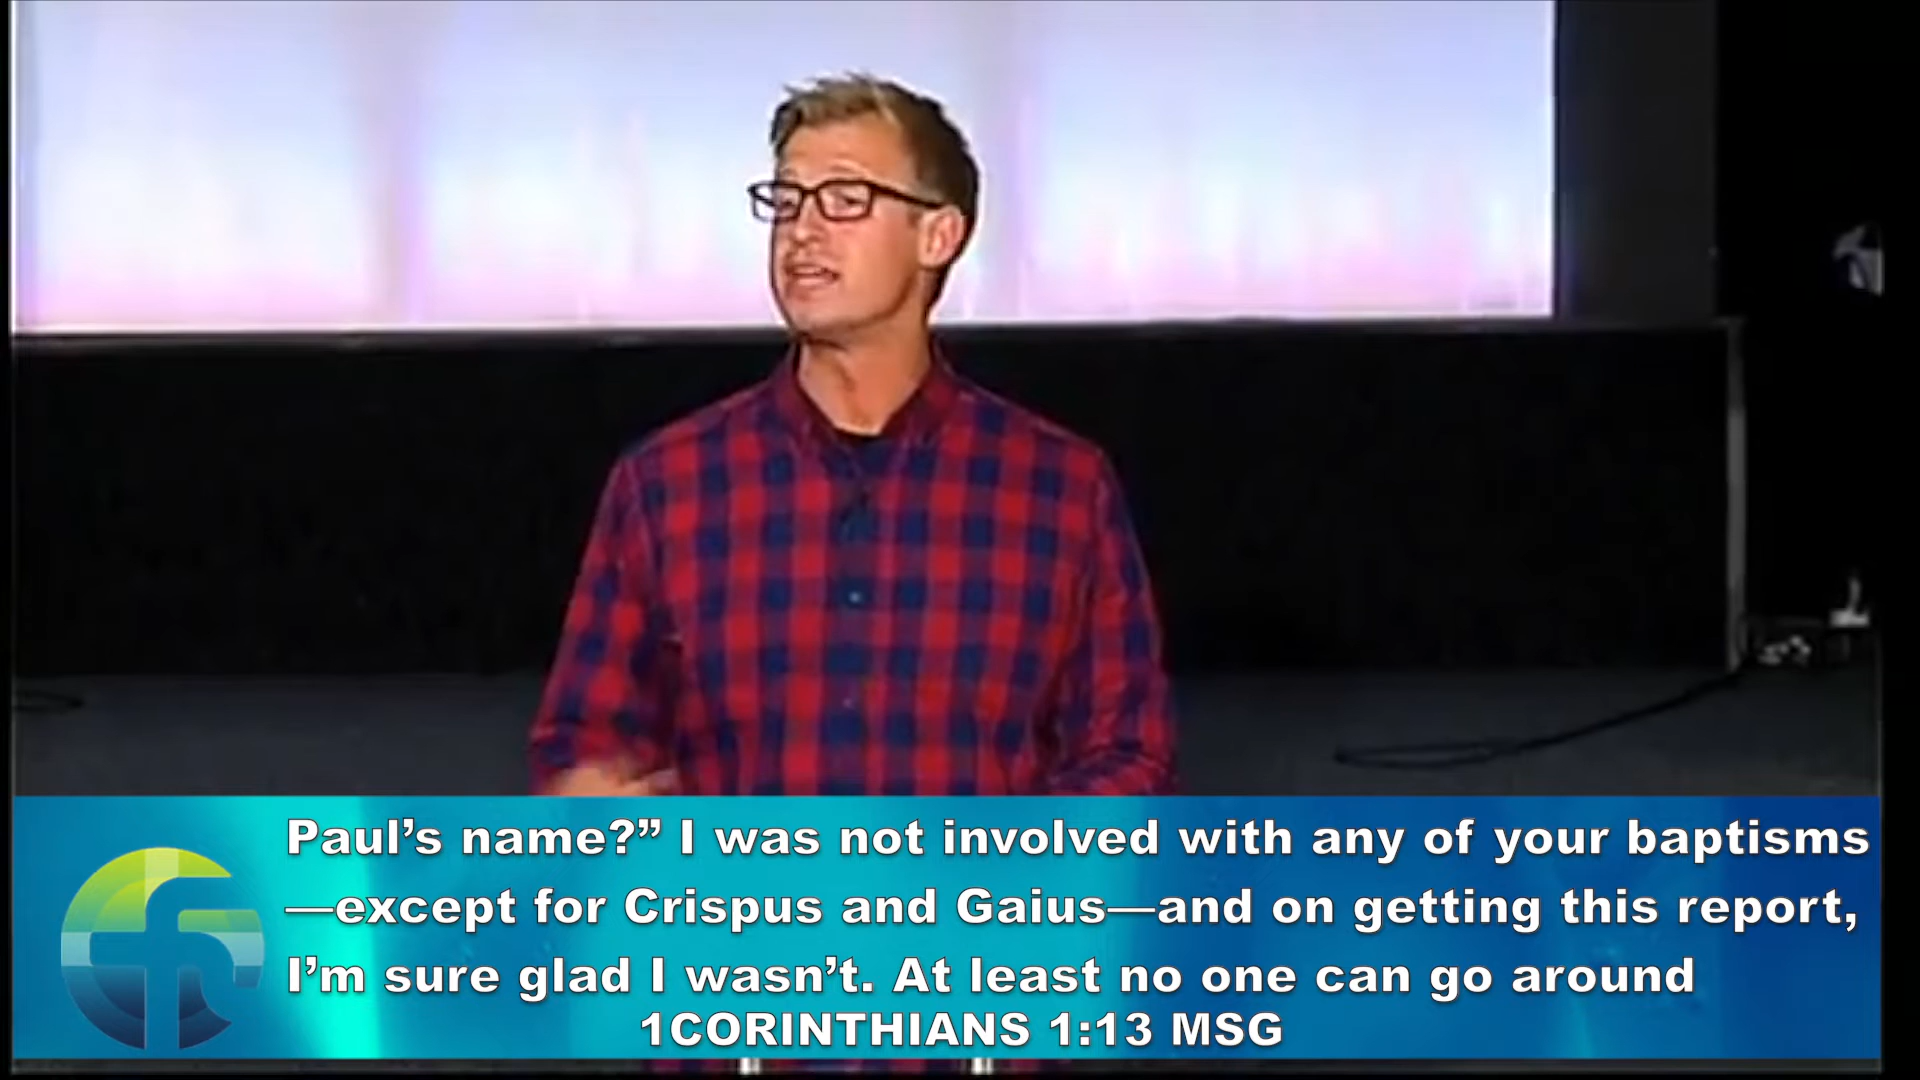 Paul’s name?” I was not involved with any of your baptisms
—except for Crispus and Gaius—and on getting this report,
I’m sure glad I wasn’t. At least no one can go around
1CORINTHIANS 1:13 MSG